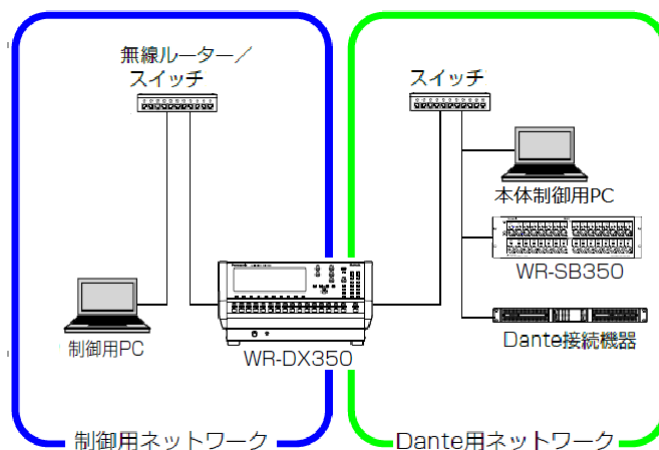 無線ルーター／
スイッチ
スイッチ
本体制御用PC
WR-SB350
制御用PC
WR-DX350
Dante接続機器
制御用ネットワーク
Dante用ネットワーク